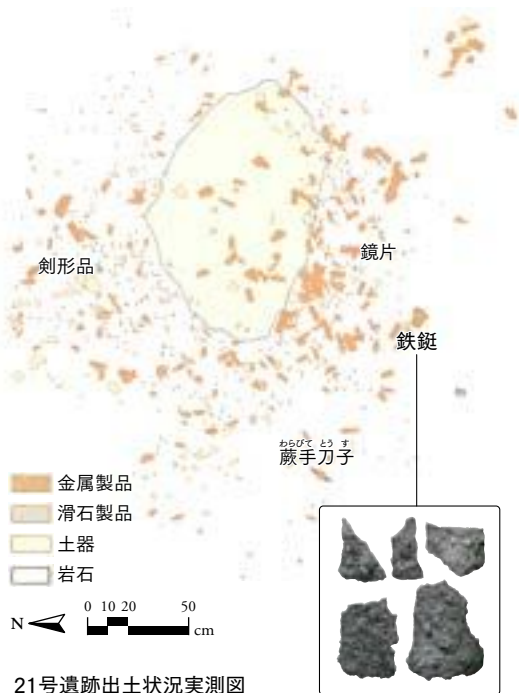 剣形品
鏡片
鉄鋌
わらびて とう す
蕨手刀子
金属製品
滑石製品
土器
岩石
N
0 10 20 50
cm
21号遺跡出土状況実測図